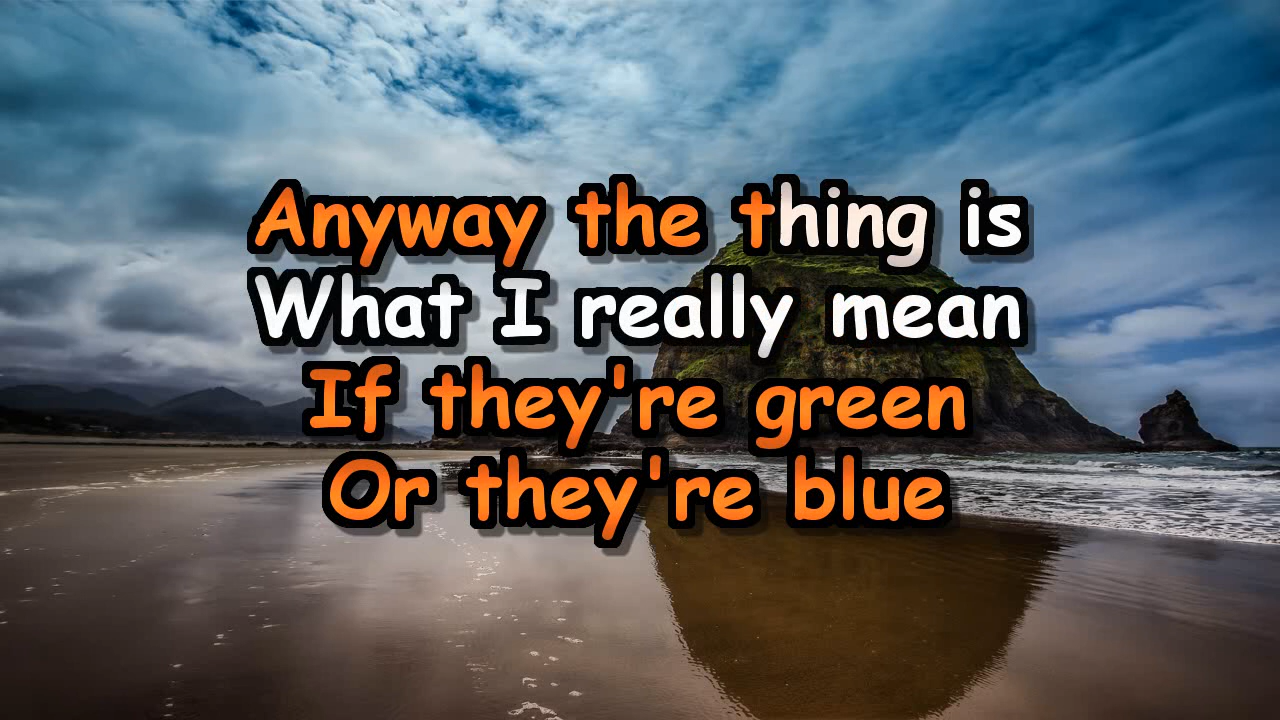 Anyway the thing is
What I really mean
If they're green
Or they're blue